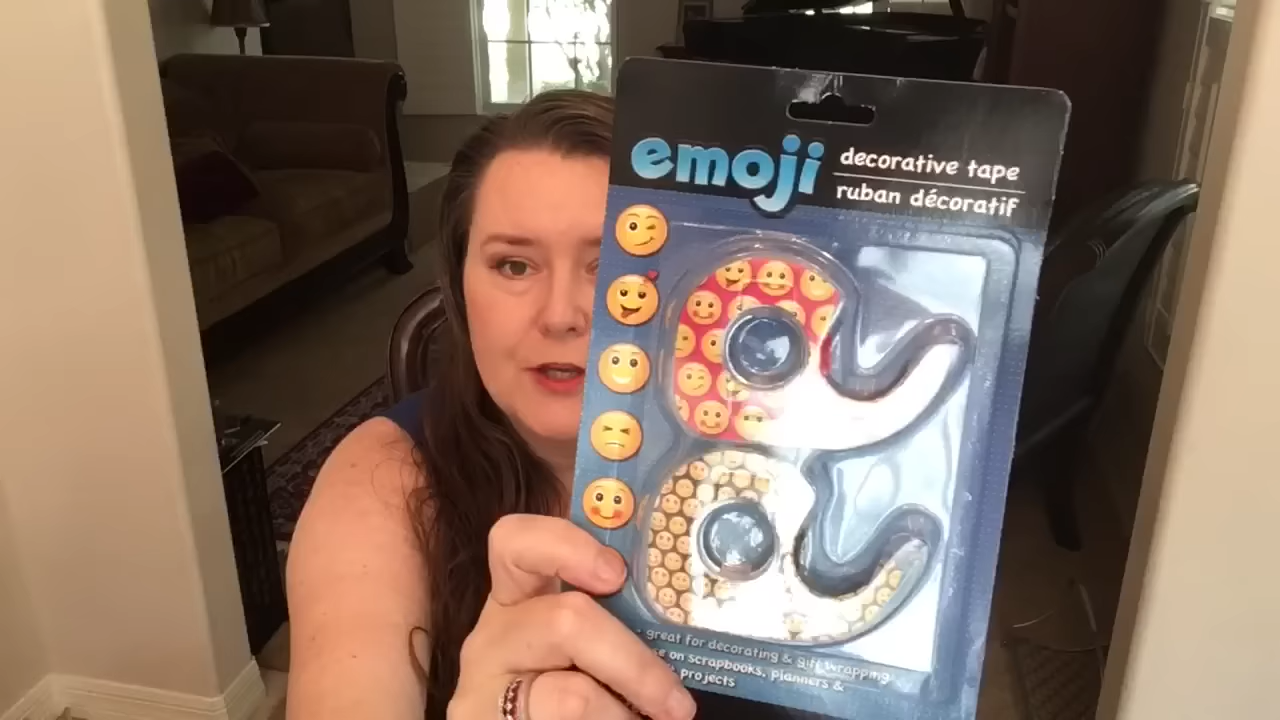 emoji
decorative tape
ruban décoratif
- great for decorating & gift wrapping
on scrapbooks, planners &
projects